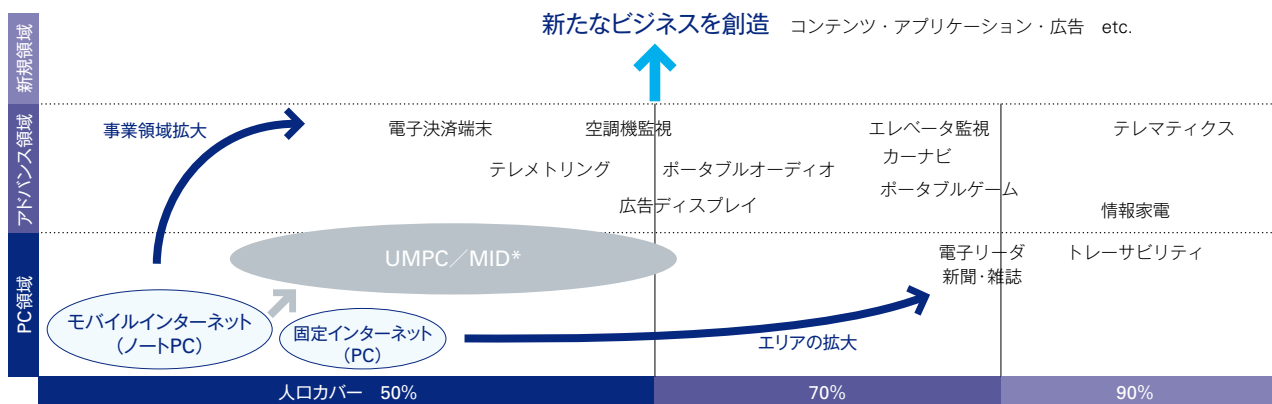 新規領域
新たなビジネスを創造 コンテンツ・アプリケーション・広告 etc.
アドバンス領域
事業領域拡大
電子決済端末
空調機監視
エレベータ監視
テレマティクス
テレメトリング
ポータブルオーディオ
カーナビ
広告ディスプレイ
ポータブルゲーム
情報家電
PC領域
UMPC/MID*
電子リーダ
新聞・雑誌
トレーサビリティ
モバイルインターネット
(ノートPC)
固定インターネット
(PC)
エリアの拡大
人口カバー 50%
70%
90%